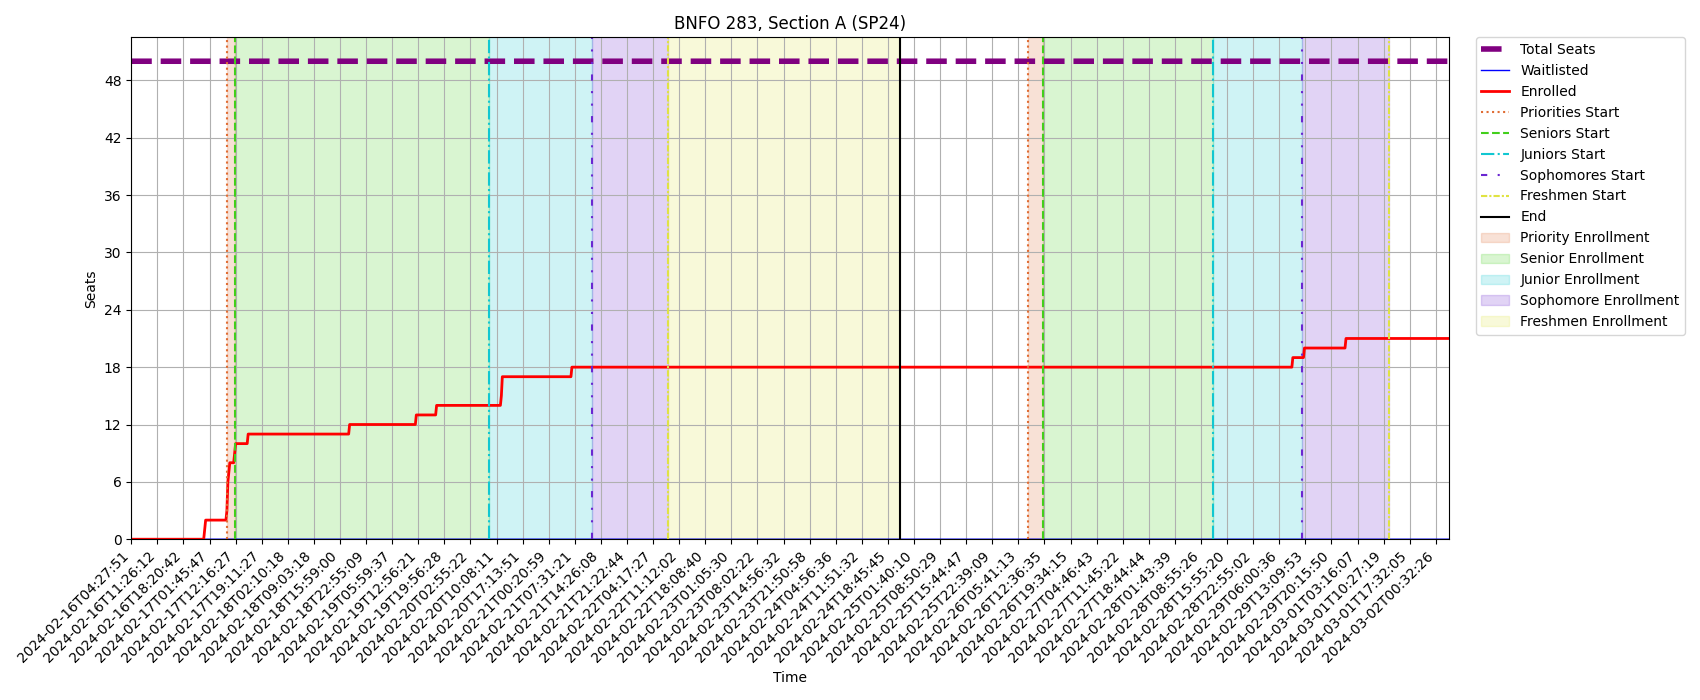 BNFO 283, Section A (SP24)
Seats
48
42
36
30
24
18
12
6
0
2024-02-16T04:27:51
2024-02-16T11:26:12
2024-02-16T18:20:42
2024-02-17T01:45:47
2024-02-17T12:16:27
2024-02-17T19:11:27
2024-02-18T02:10:18
2024-02-18T09:03:18
2024-02-18T15:59:00
2024-02-18T22:55:09
2024-02-19T05:59:37
2024-02-19T12:56:21
2024-02-19T19:56:28
2024-02-20T02:55:22
2024-02-20T10:08:11
2024-02-20T17:13:51
2024-02-21T00:20:59
2024-02-21T07:31:21
2024-02-21T14:26:08
2024-02-21T21:22:44
2024-02-22T04:17:27
2024-02-22T11:12:02
2024-02-22T18:08:40
2024-02-23T01:05:30
2024-02-23T08:02:22
2024-02-23T14:56:32
2024-02-23T21:50:58
2024-02-24T04:56:36
2024-02-24T11:51:32
2024-02-24T18:45:45
2024-02-25T01:40:10
2024-02-25T08:50:29
2024-02-25T15:44:47
2024-02-25T22:39:09
2024-02-26T05:41:13
2024-02-26T12:36:35
2024-02-26T19:34:15
2024-02-27T04:46:43
2024-02-27T11:45:22
2024-02-27T18:44:44
2024-02-28T01:43:39
2024-02-28T08:55:26
2024-02-28T15:55:20
2024-02-28T22:55:02
2024-02-29T06:00:36
2024-02-29T13:09:53
2024-02-29T20:15:50
2024-03-01T03:16:07
2024-03-01T10:27:19
2024-03-01T17:32:05
2024-03-02T00:32:26
Time
Total Seats
Waitlisted
Enrolled
Priorities Start
Seniors Start
Juniors Start
Sophomores Start
Freshmen Start
End
Priority Enrollment
Senior Enrollment
Junior Enrollment
Sophomore Enrollment
Freshmen Enrollment